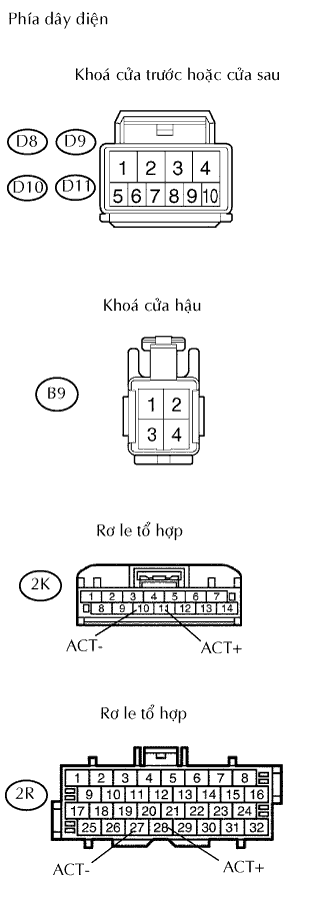 Phía dây điện
Khoá cửa trước hoặc cửa sau
D8 D9
D10 D11
1 2 3 4
5 6 7 8 9 10
Khoá cửa hậu
B9
1 2
3 4
Rơ le tổ hợp
2K
1 2 3 4 5 6 7
8 9 10 11 12 13 14
ACT- ACT+
Rơ le tổ hợp
2R
1 2 3 4 5 6 7 8
9 10 11 12 13 14 15 16
17 18 19 20 21 22 23 24
25 26 27 28 29 30 31 32
ACT- ACT+